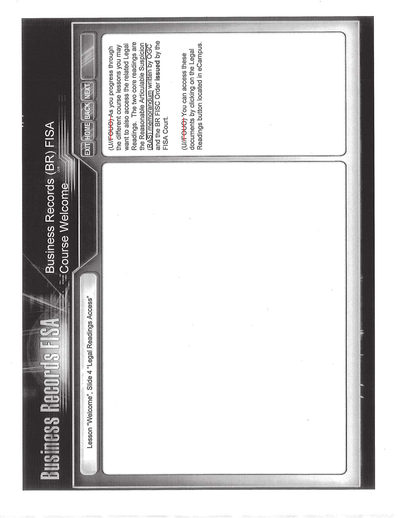 Business Records FISA
Business Records (BR) FISA
Course Welcome
Lesson "Welcome", Slide 4 "Legal Readings Access"
EXIT HOME BACK NEXT
(U//FOUO) As you progress through
the different course lessons you may
want to also access the related Legal
Readings. The two core readings are
the Reasonable Articulable Suspicion
(RAS) memorandum written by OGC
and the BR FISC Order issued by the
FISA Court.
(U//FOUO) You can access these
documents by clicking on the Legal
Readings button located in eCampus.